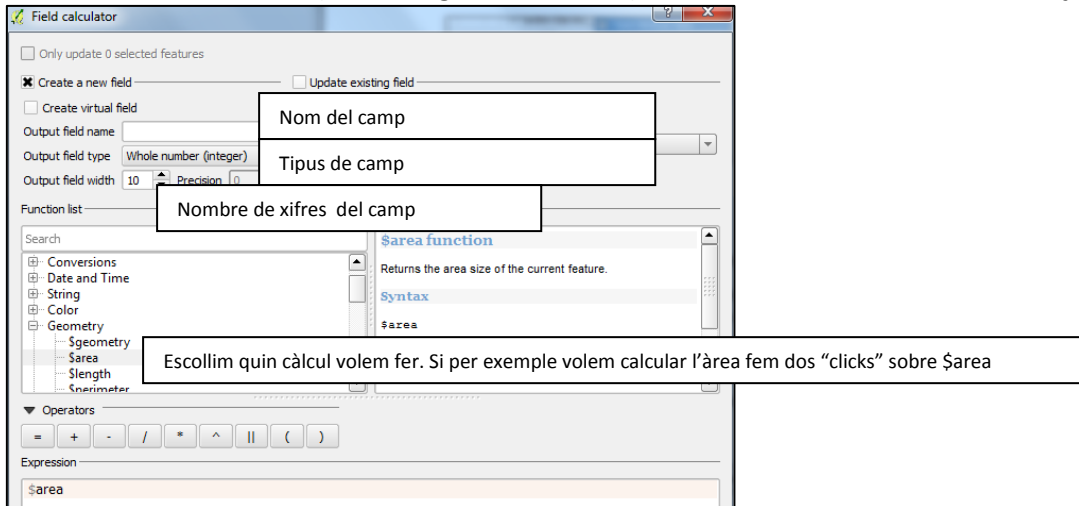 Field calculator
Only update 0 selected features
Create a new field
Update existing field
Create virtual field
Nom del camp
Output field name
Output field type Whole number (integer)
Tipus de camp
Output field width 10 Precision 0
Nombre de xifres del camp
Function list
Search
$area function
Conversions
Returns the area size of the current feature.
Date and Time
String
Syntax
Color
Geometry
$area
$geometry
$area
Escollim quin càlcul volem fer. Si per exemple volem calcular l’àrea fem dos “clicks” sobre $area
$length
$perimeter
Operators
= + - / * ^ || ( )
Expression
$area